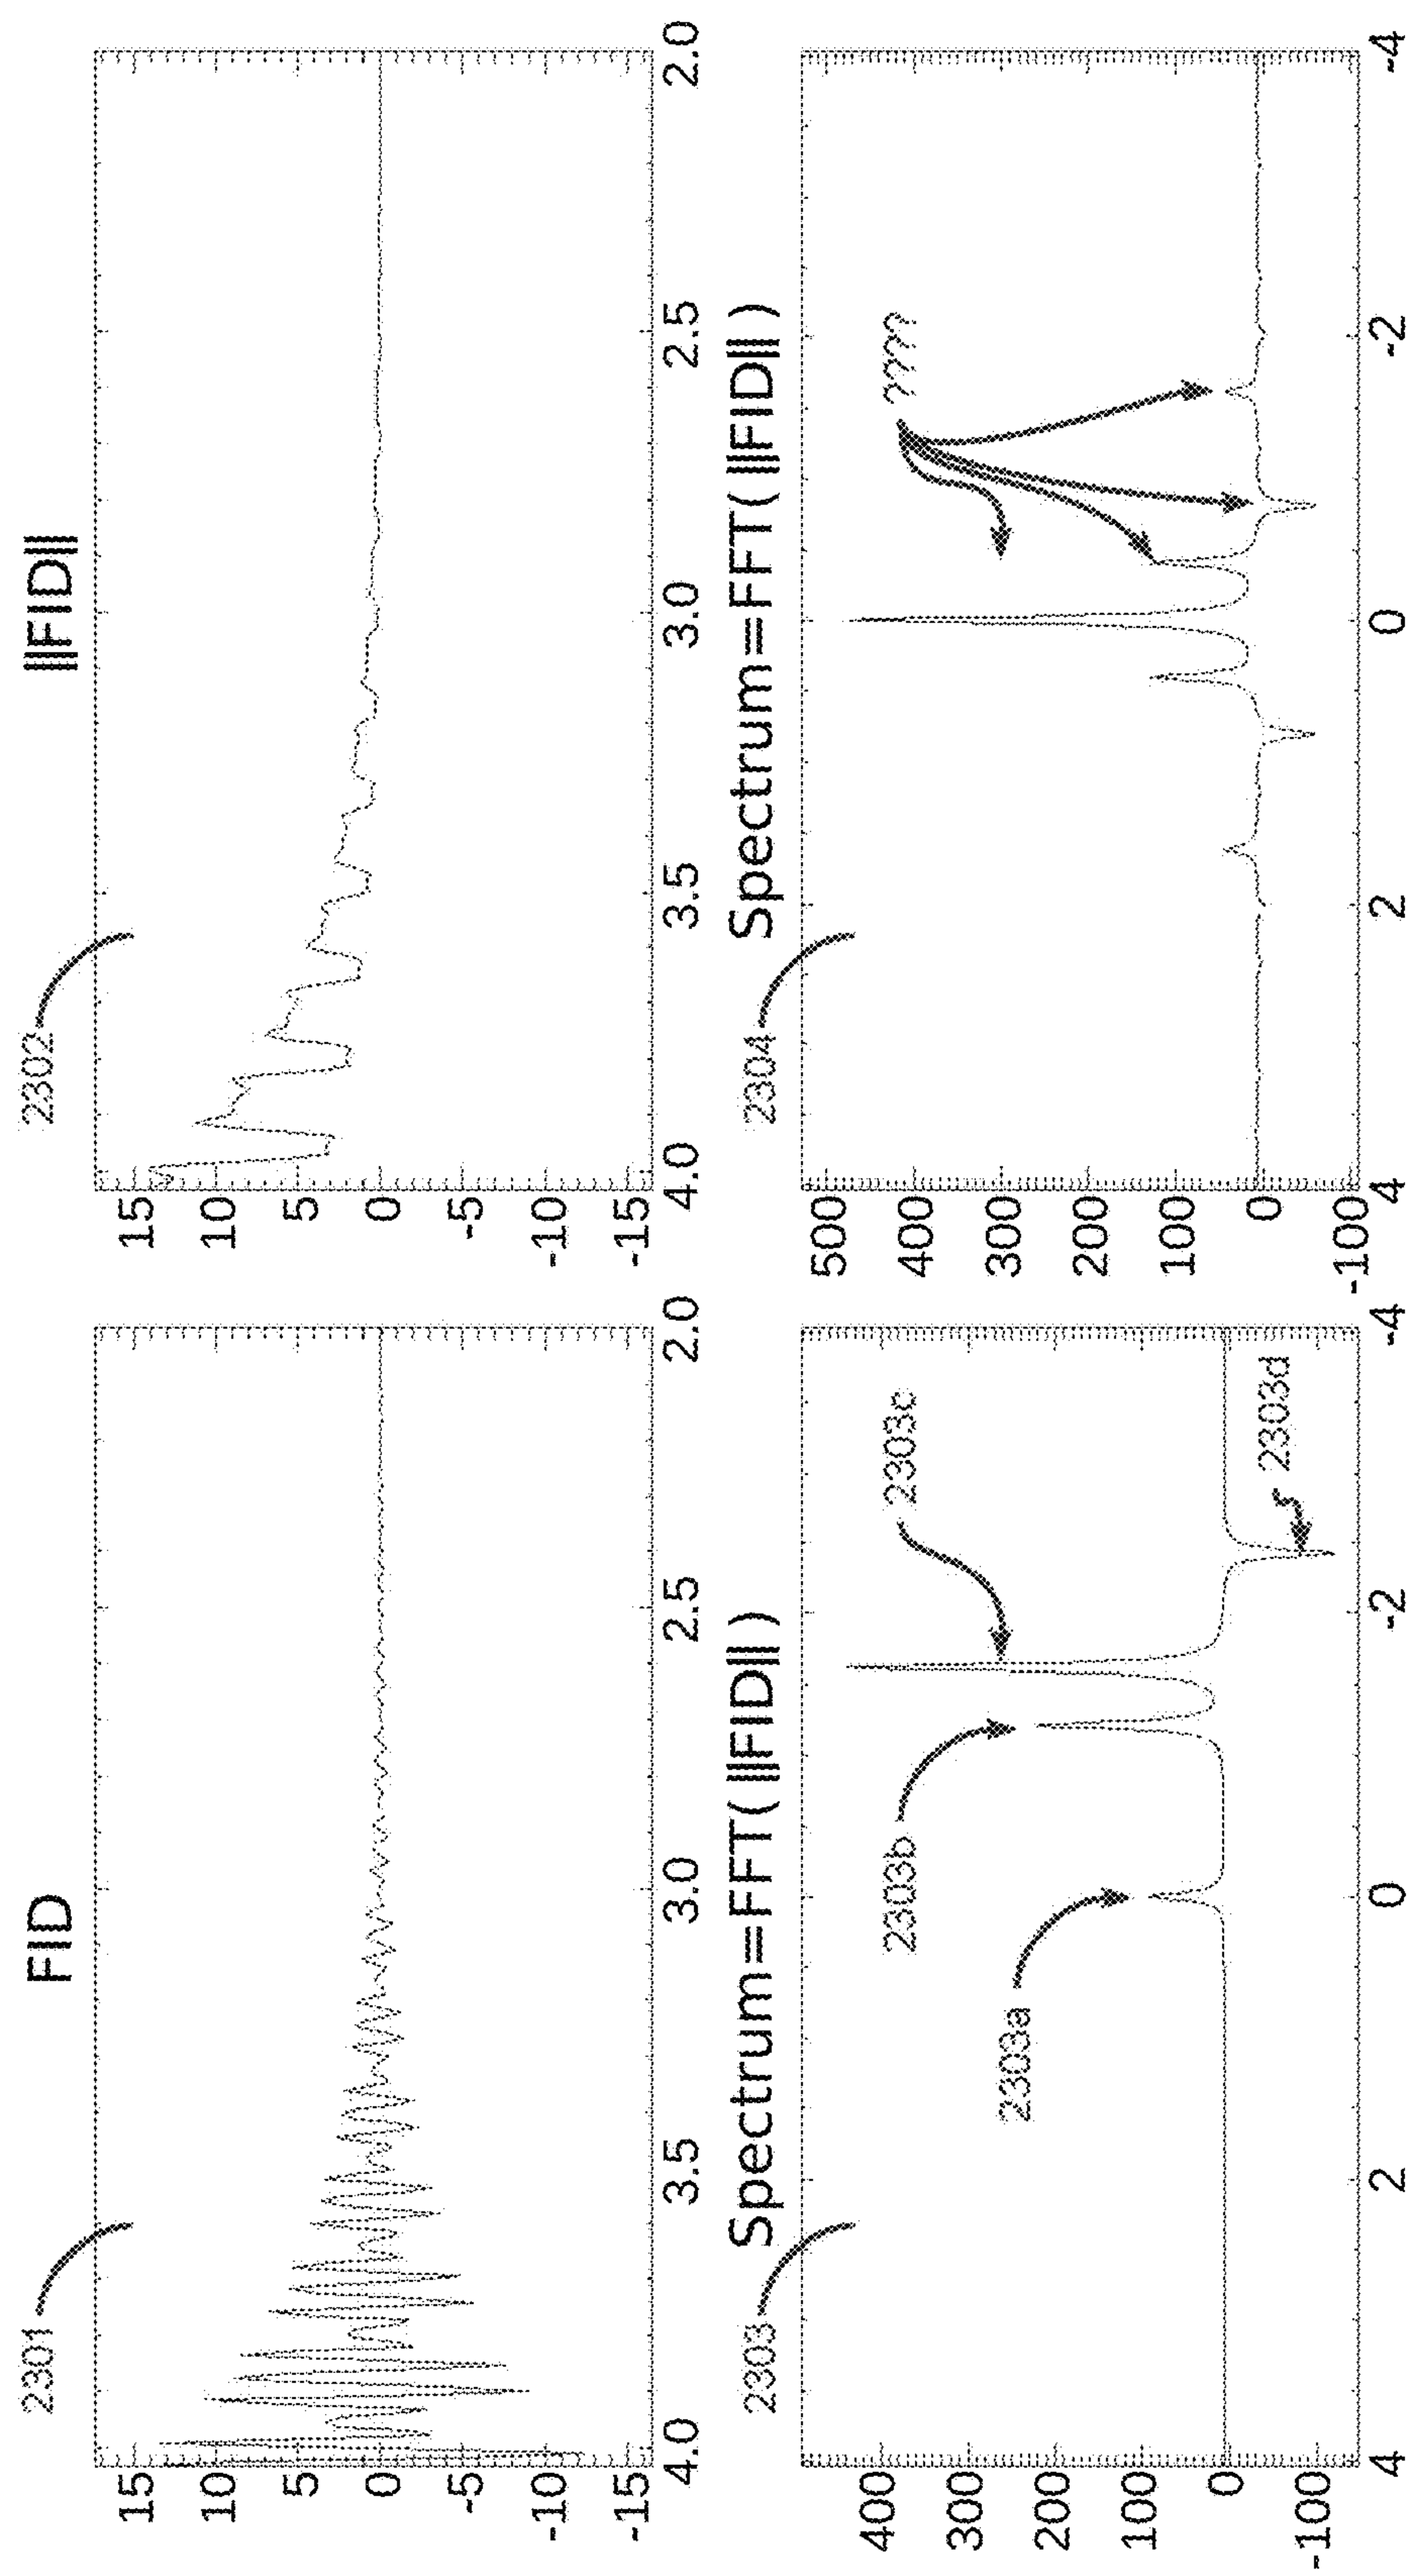 FID
2301
15
10
5
0
-5
-10
-15
4.0 3.5 3.0 2.5 2.0
||FID||
2302
15
10
5
0
-5
-10
-15
4.0 3.5 3.0 2.5 2.0
Spectrum=FFT( ||FID|| )
2303
400
300
200
100
0
-100
2303a
2303b
2303c
2303d
4 2 0 -2 -4
Spectrum=FFT( ||FID|| )
2304
500
400
300
200
100
0
-100
????
4 2 0 -2 -4